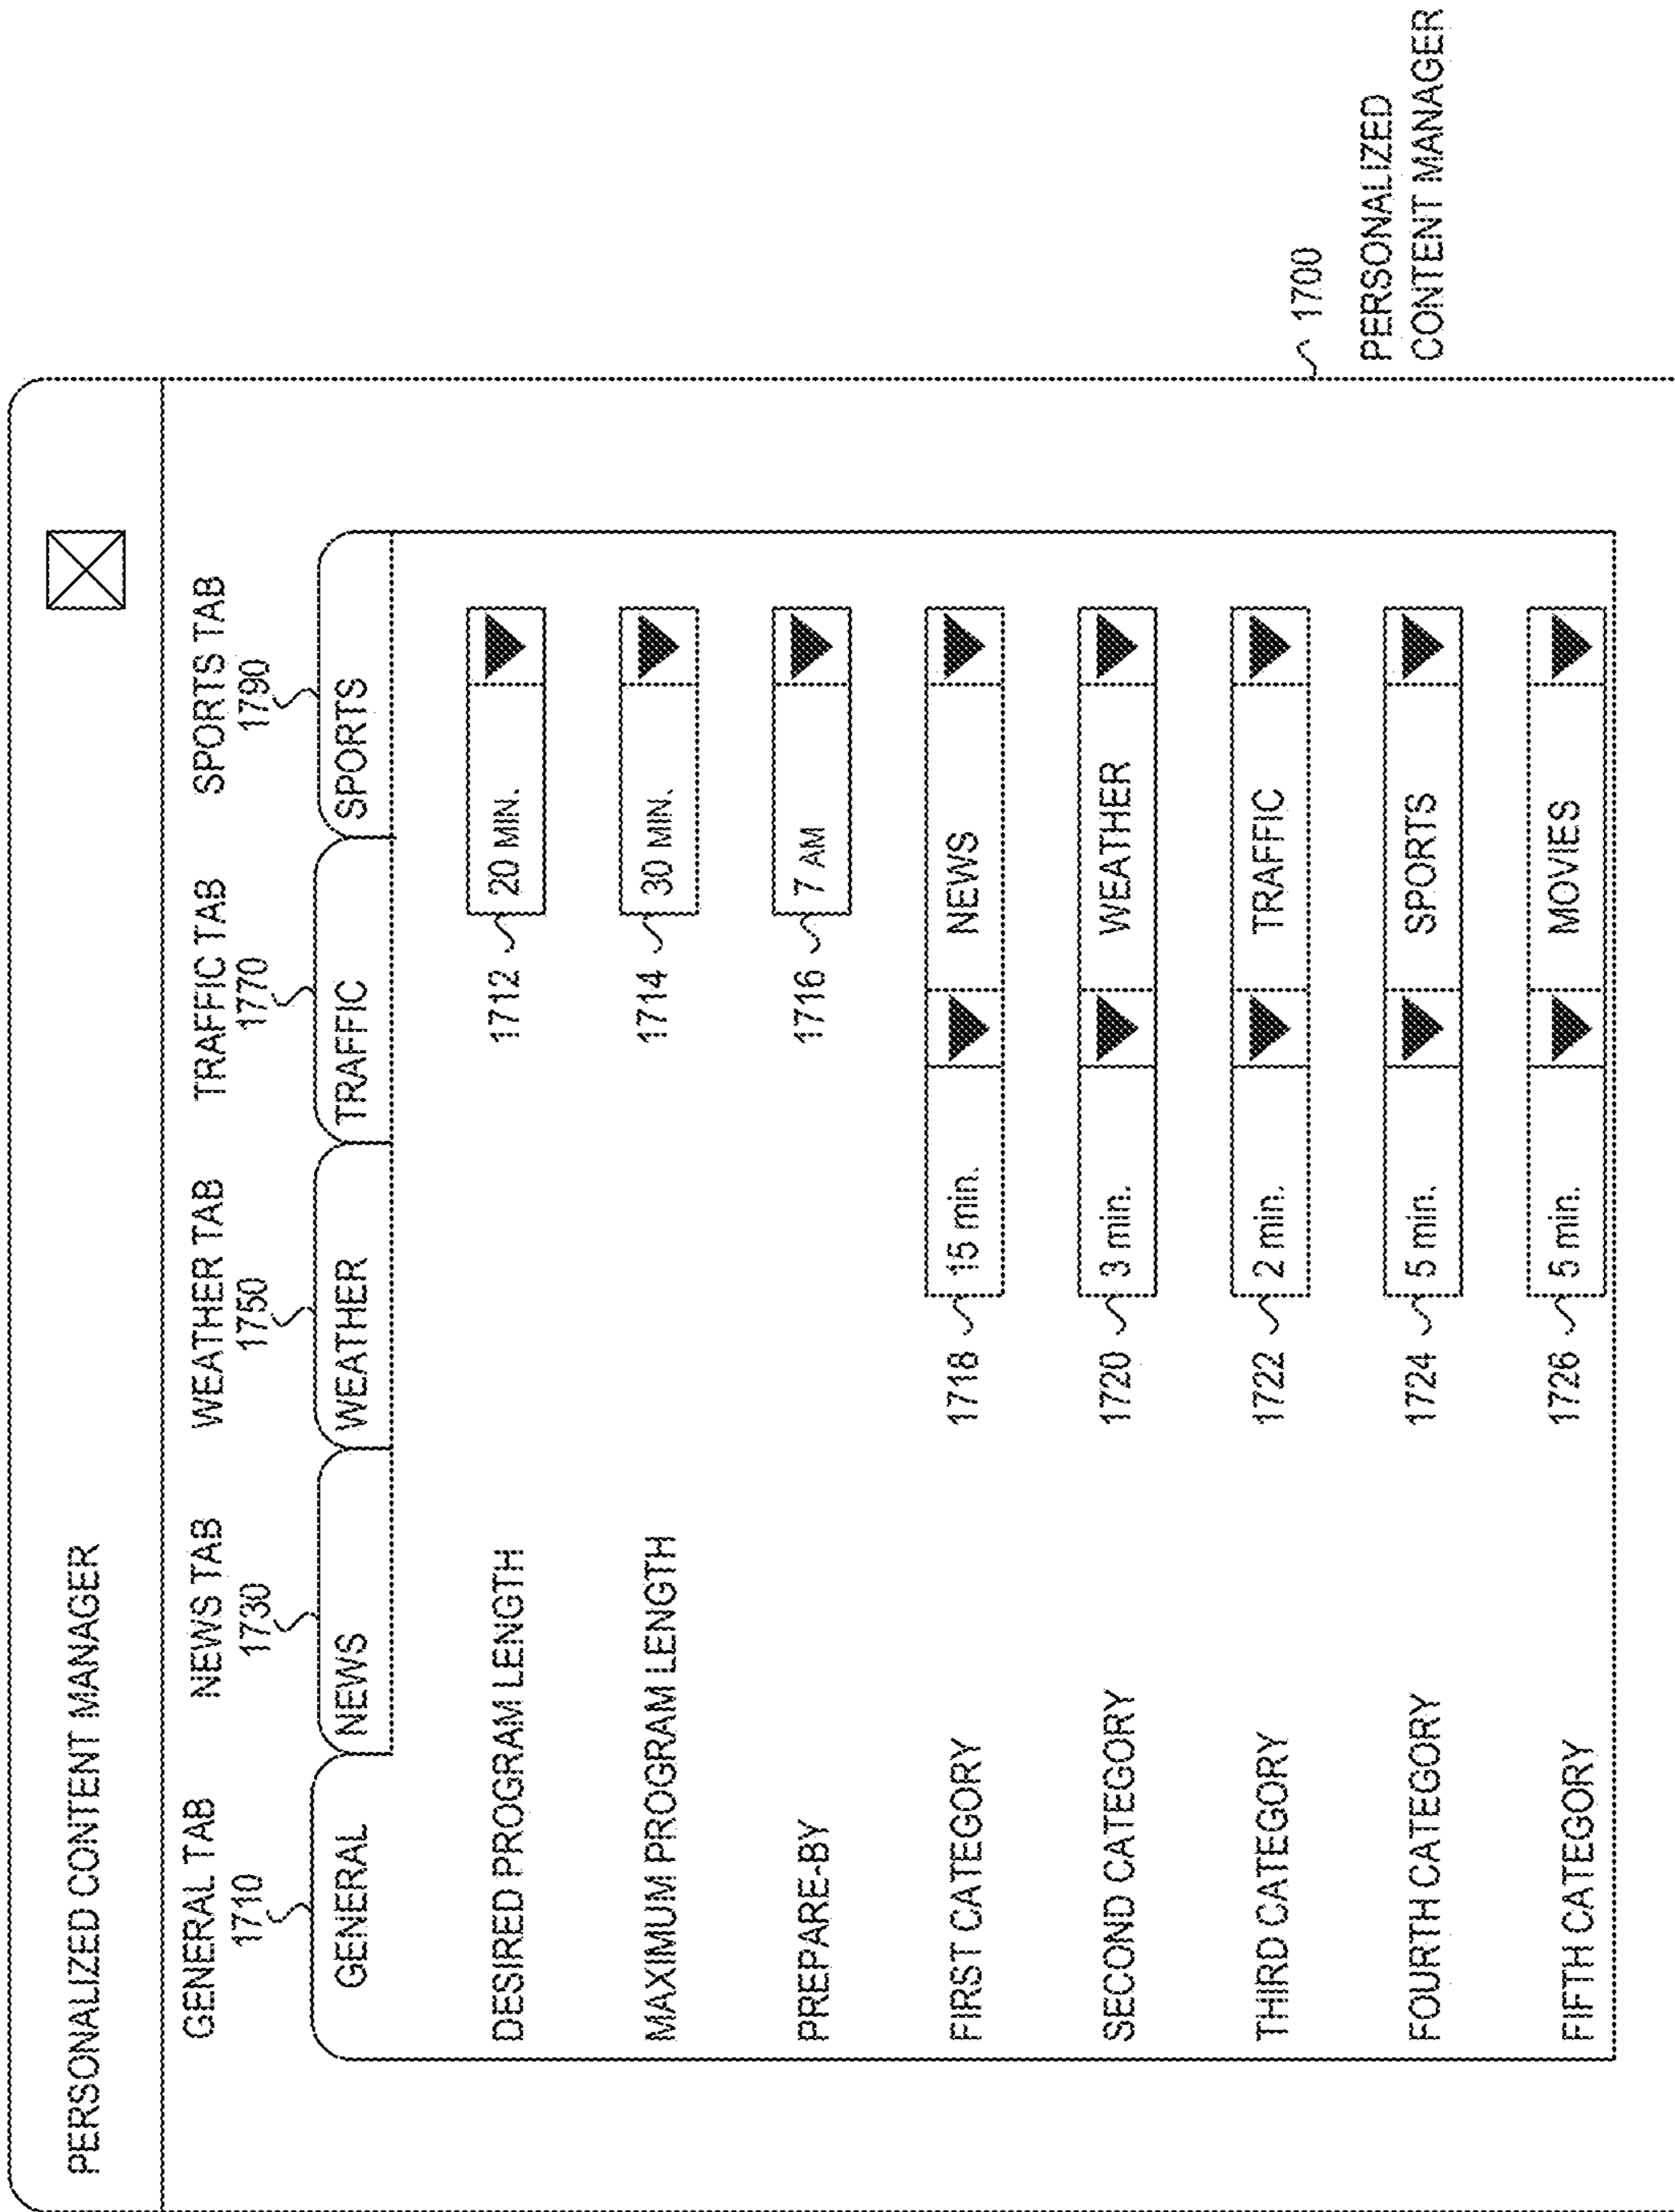 PERSONALIZED CONTENT MANAGER
GENERAL TAB NEWS TAB WEATHER TAB TRAFFIC TAB SPORTS TAB
1710 1730 1750 1770 1790
GENERAL NEWS WEATHER TRAFFIC SPORTS
DESIRED PROGRAM LENGTH 1712 20 MIN.
MAXIMUM PROGRAM LENGTH 1714 30 MIN.
PREPARE-BY 1716 7 AM
FIRST CATEGORY 1718 15 min. NEWS
SECOND CATEGORY 1720 3 min. WEATHER
THIRD CATEGORY 1722 2 min. TRAFFIC
FOURTH CATEGORY 1724 5 min. SPORTS
FIFTH CATEGORY 1726 5 min. MOVIES
1700
PERSONALIZED
CONTENT MANAGER